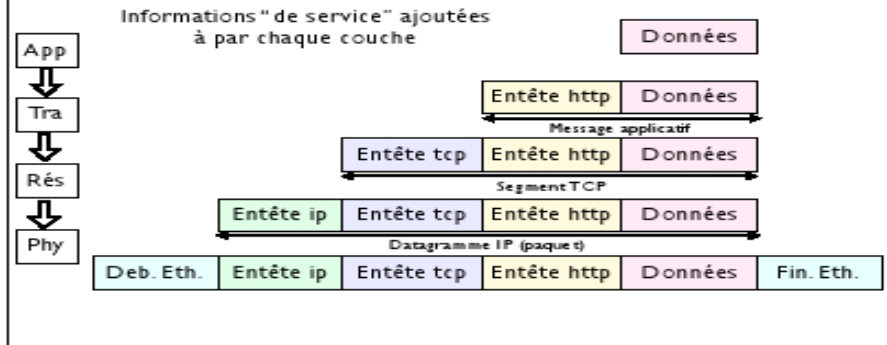 Informations "de service" ajoutées
à par chaque couche
Données
App
Entête http Données
Tra
Message applicatif
Entête tcp Entête http Données
Rés
Segment TCP
Entête ip Entête tcp Entête http Données
Phy
Datagramme IP (paquet)
Deb. Eth. Entête ip Entête tcp Entête http Données Fin. Eth.